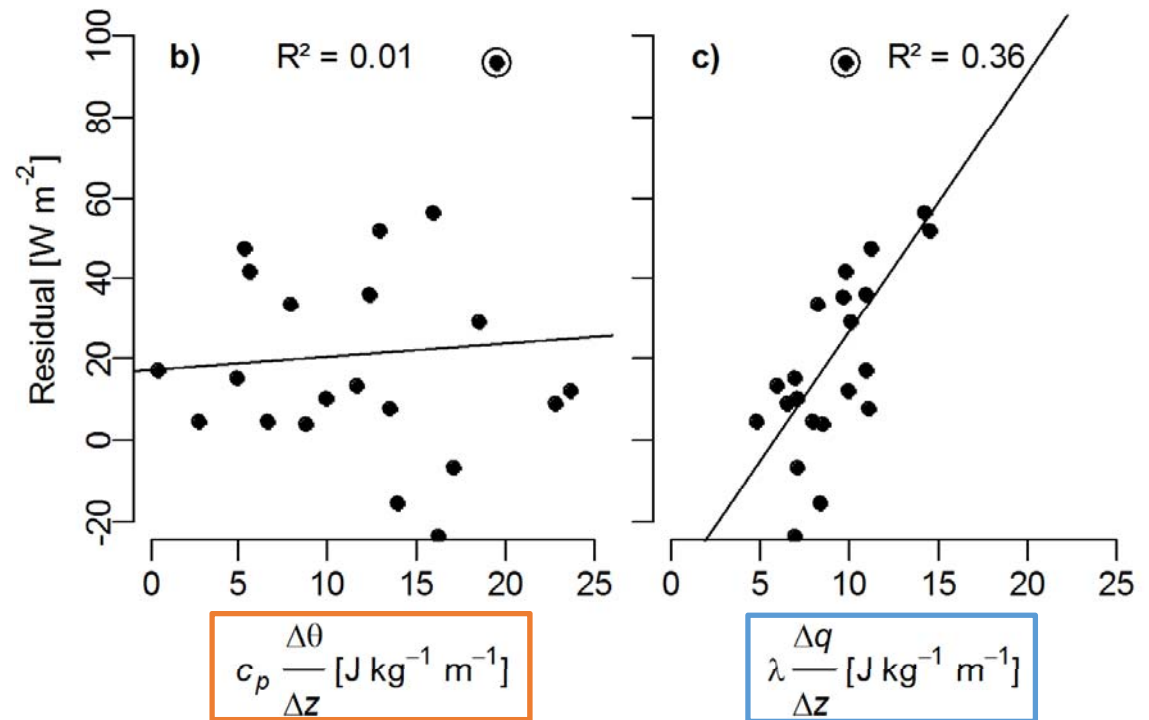 b) R² = 0.01
c) R² = 0.36
Residual [W m⁻²]
100
80
60
40
20
0
-20
0 5 10 15 20 25
0 5 10 15 20 25
cₚ Δθ/Δz [J kg⁻¹ m⁻¹]
λ Δq/Δz [J kg⁻¹ m⁻¹]